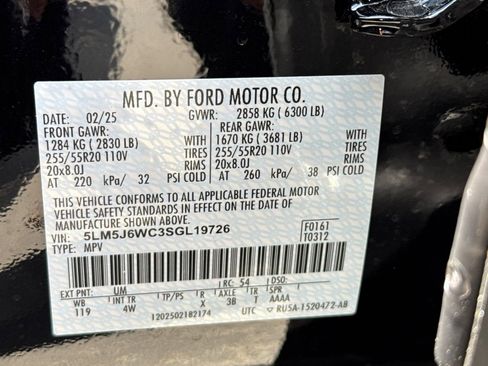 MFD. BY FORD MOTOR CO.
DATE: 02/25 GVWR: 2858 KG ( 6300 LB)
FRONT GAWR: REAR GAWR:
1284 KG ( 2830 LB) 1670 KG ( 3681 LB)
255/55R20 110V TIRES 255/55R20 110V TIRES
20x8.0J RIMS 20x8.0J RIMS
AT 220 kPa/ 32 PSI COLD AT 260 kPa/ 38 PSI COLD
THIS VEHICLE CONFORMS TO ALL APPLICABLE FEDERAL MOTOR
VEHICLE SAFETY AND BUMPER STANDARDS IN EFFECT ON THE DATE OF
MANUFACTURE SHOWN ABOVE.
VIN: 5LM5J6WC3SGL19726 F0161
TYPE: MPV T0312
EXT PNT: UM RC: 54 DSO:
WB INT TR TP/PS R AXLE TR S
119 4W X 3B T AAAA
1202502182174 UTC RU5A-1520472-AB